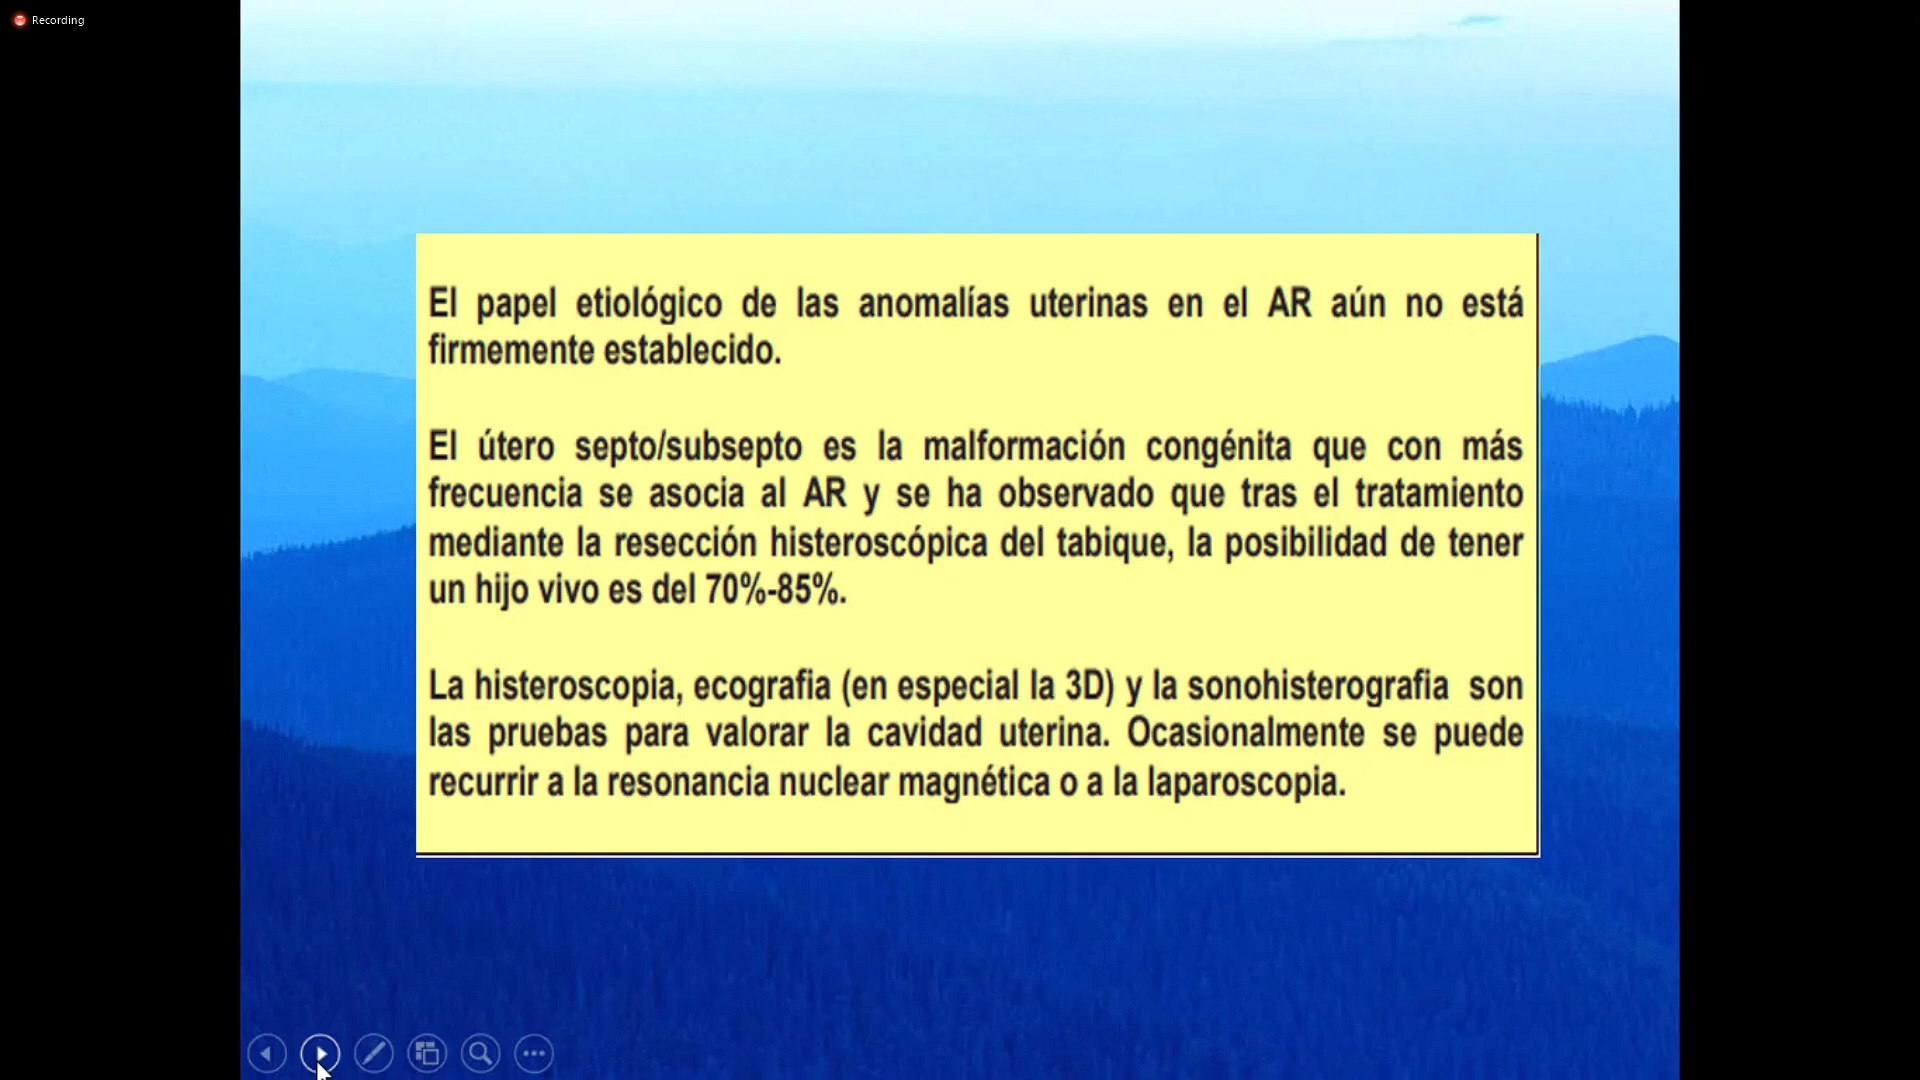 Recording
El papel etiológico de las anomalías uterinas en el AR aún no está
firmemente establecido.
El útero septo/subsepto es la malformación congénita que con más
frecuencia se asocia al AR y se ha observado que tras el tratamiento
mediante la resección histeroscópica del tabique, la posibilidad de tener
un hijo vivo es del 70%-85%.
La histeroscopia, ecografia (en especial la 3D) y la sonohisterografia son
las pruebas para valorar la cavidad uterina. Ocasionalmente se puede
recurrir a la resonancia nuclear magnética o a la laparoscopia.